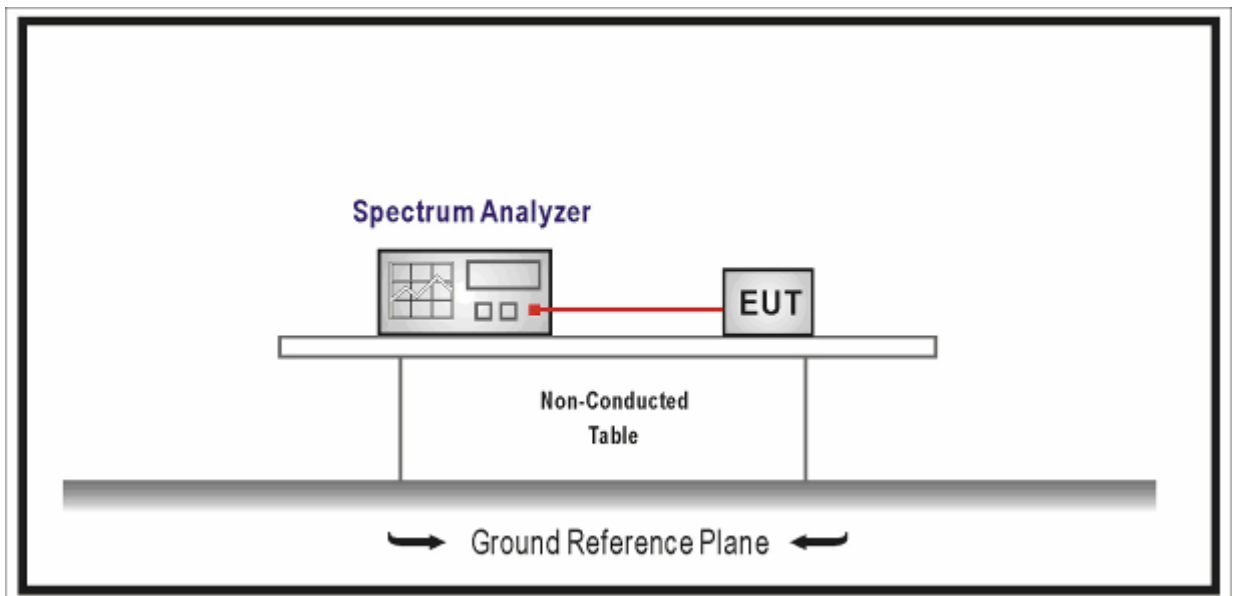 Spectrum Analyzer
EUT
Non-Conducted
Table
Ground Reference Plane